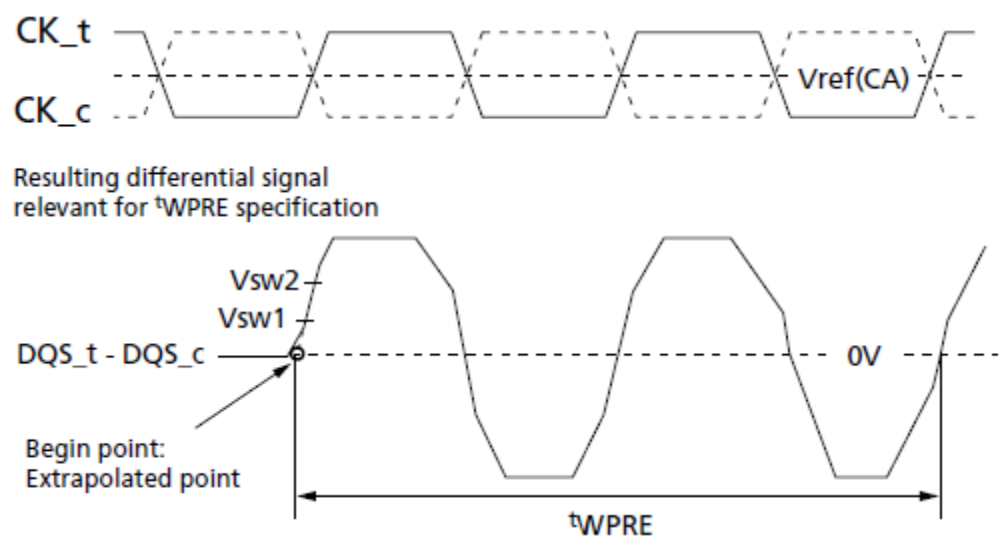 CK_t
Vref(CA)
CK_c
Resulting differential signal
relevant for tWPRE specification
Vsw2
Vsw1
DQS_t - DQS_c
0V
Begin point:
Extrapolated point
tWPRE